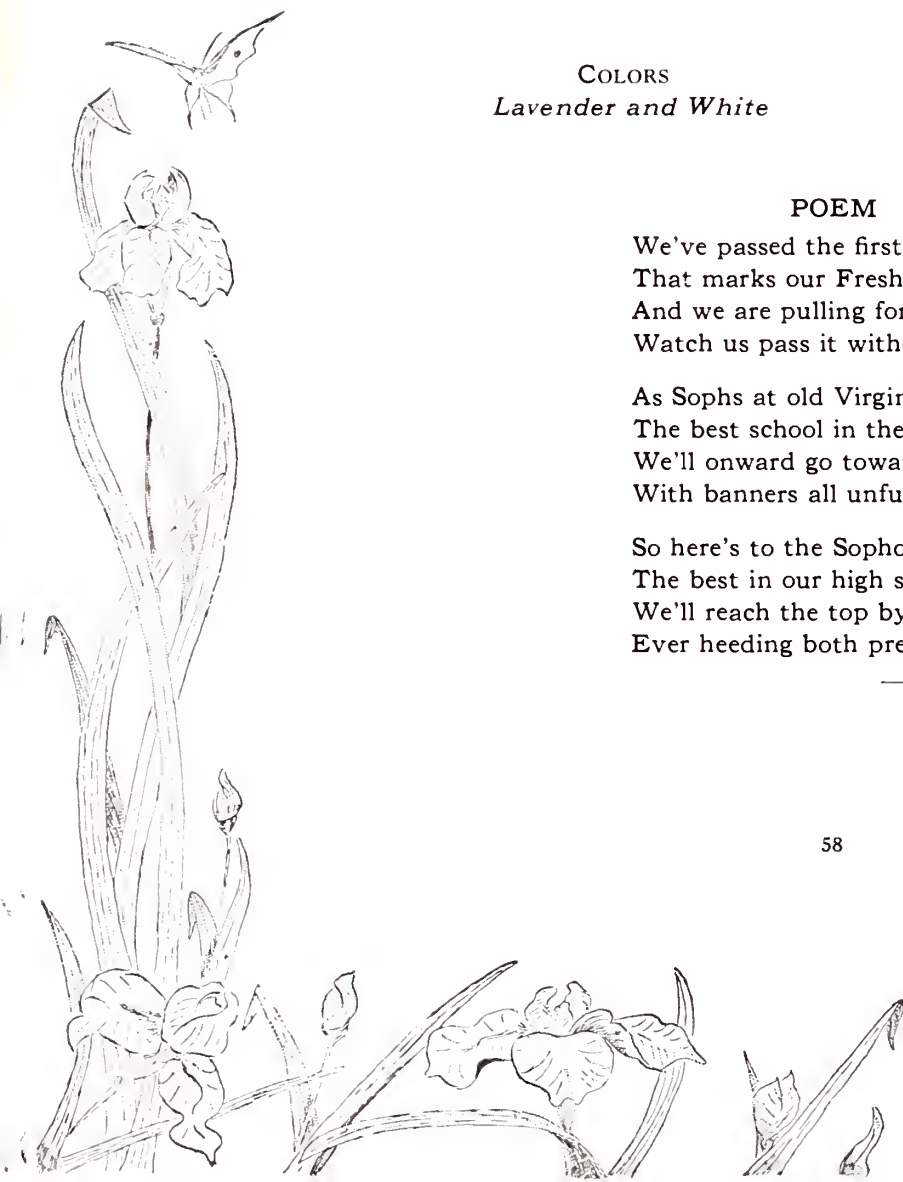 COLORS
Lavender and White
POEM
We've passed the first
That marks our Fresh
And we are pulling for
Watch us pass it with
As Sophs at old Virgin
The best school in the
We'll onward go towa
With banners all unfu
So here's to the Sopho
The best in our high s
We'll reach the top by
Ever heeding both pre
58